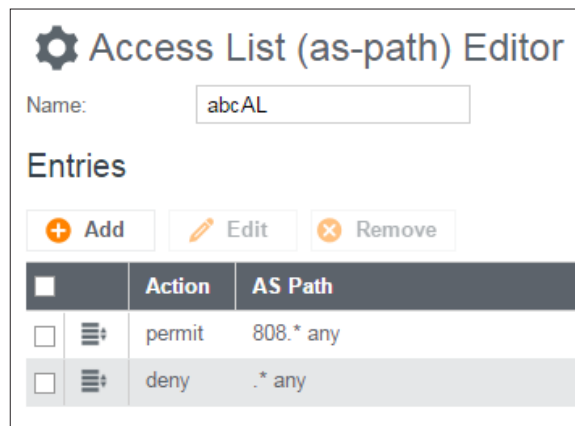 Access List (as-path) Editor
Name: abcAL
Entries
Add Edit Remove
Action AS Path
permit 808.* any
deny .* any